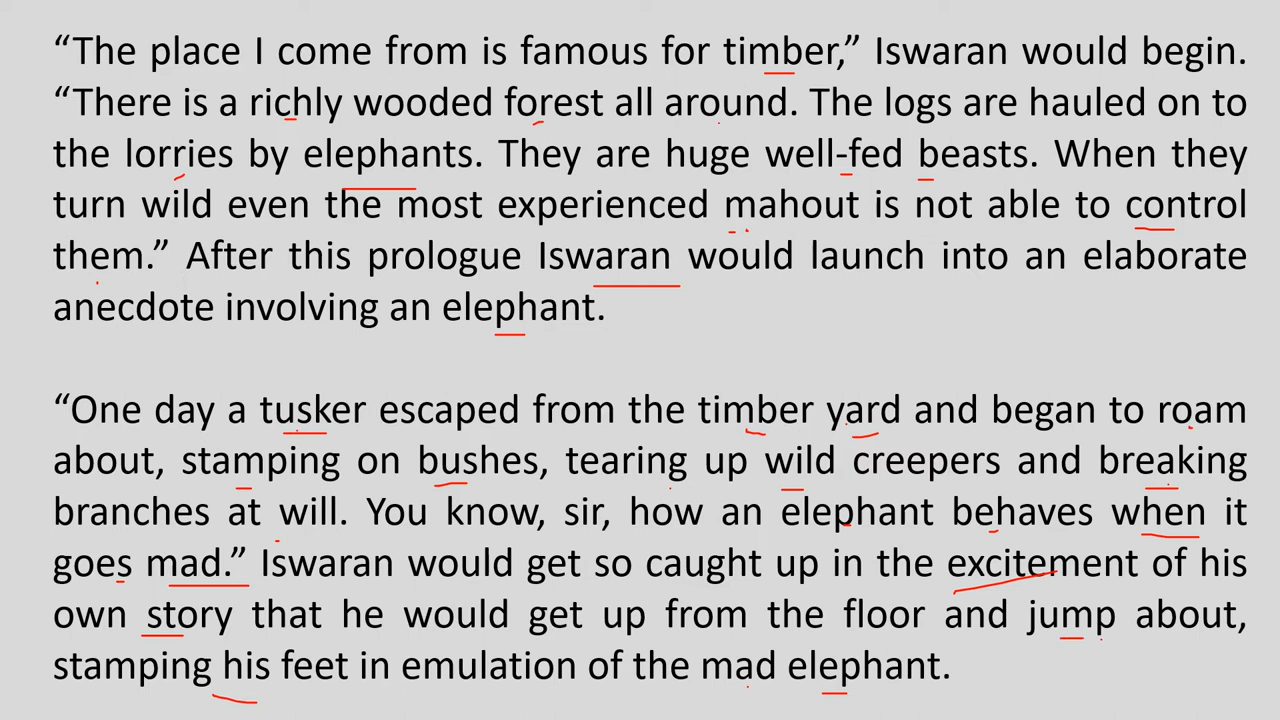 “The place I come from is famous for timber,” Iswaran would begin.
“There is a richly wooded forest all around. The logs are hauled on to
the lorries by elephants. They are huge well-fed beasts. When they
turn wild even the most experienced mahout is not able to control
them.” After this prologue Iswaran would launch into an elaborate
anecdote involving an elephant.
“One day a tusker escaped from the timber yard and began to roam
about, stamping on bushes, tearing up wild creepers and breaking
branches at will. You know, sir, how an elephant behaves when it
goes mad.” Iswaran would get so caught up in the excitement of his
own story that he would get up from the floor and jump about,
stamping his feet in emulation of the mad elephant.